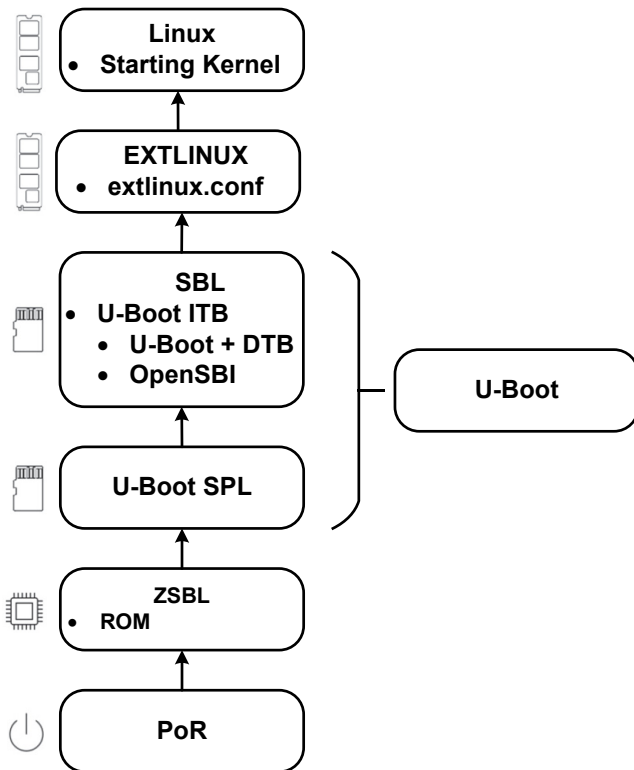 Linux
• Starting Kernel
EXTLINUX
• extlinux.conf
SBL
• U-Boot ITB
• U-Boot + DTB
• OpenSBI
U-Boot
U-Boot SPL
ZSBL
• ROM
PoR